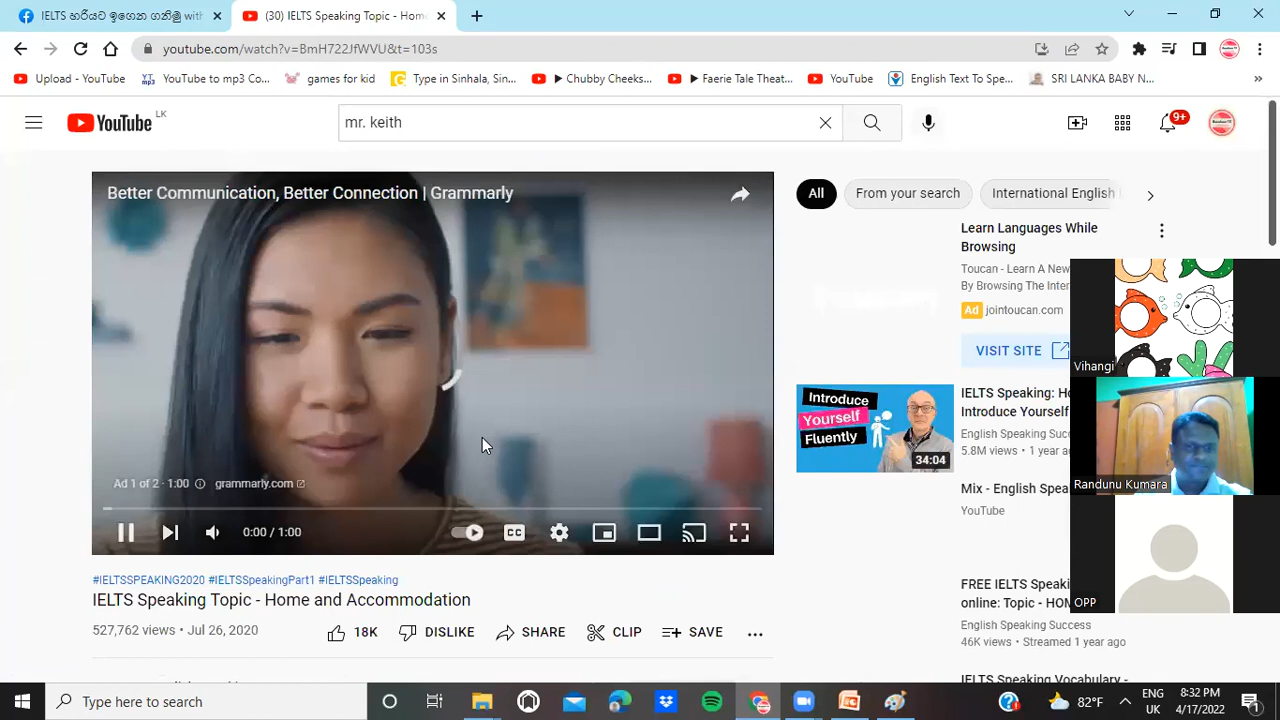 IELTS හරියට ඉගෙන ගනිමු with
(30) IELTS Speaking Topic - Hom
youtube.com/watch?v=BmH722JfWVU&t=103s
Upload - YouTube
YouTube to mp3 Co...
games for kid
Type in Sinhala, Sin...
▶ Chubby Cheeks...
▶ Faerie Tale Theat...
YouTube
English Text To Spe...
SRI LANKA BABY N...
»
YouTube LK
mr. keith
9+
Better Communication, Better Connection | Grammarly
Ad 1 of 2 · 1:00
grammarly.com
0:00 / 1:00
CC
#IELTSSPEAKING2020 #IELTSSpeakingPart1 #IELTSSpeaking
IELTS Speaking Topic - Home and Accommodation
527,762 views • Jul 26, 2020
18K
DISLIKE
SHARE
CLIP
SAVE
All
From your search
International English
Learn Languages While
Browsing
Toucan - Learn A New
By Browsing The Inter
Ad jointoucan.com
VISIT SITE
Introduce
Yourself
Fluently
34:04
IELTS Speaking: Ho
Introduce Yourself
English Speaking Succ
5.8M views • 1 year ag
Mix - English Spea
YouTube
FREE IELTS Speaki
online: Topic - HOM
English Speaking Success
46K views • Streamed 1 year ago
IELTS Speaking Vocabulary -
Vihangi
Randunu Kumara
OPP
Type here to search
82°F
ENG
UK
8:32 PM
4/17/2022
1